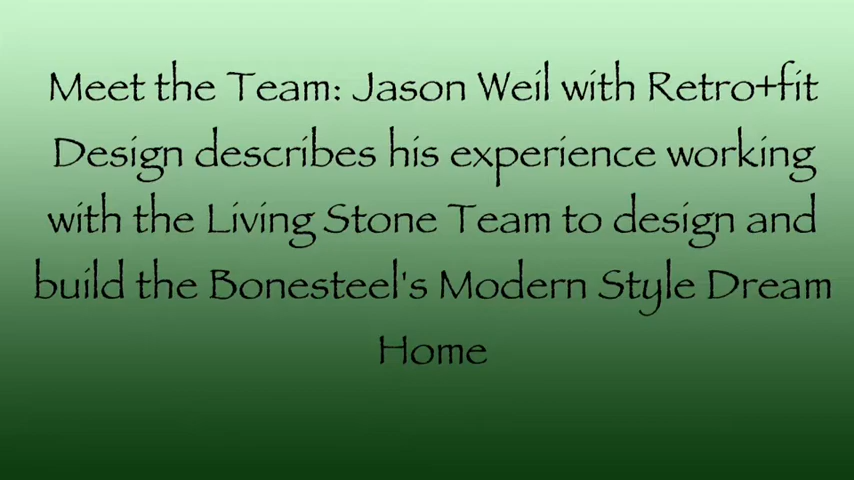 Meet the Team: Jason Weil with Retro+fit
Design describes his experience working
with the Living Stone Team to design and
build the Bonesteel's Modern Style Dream
Home